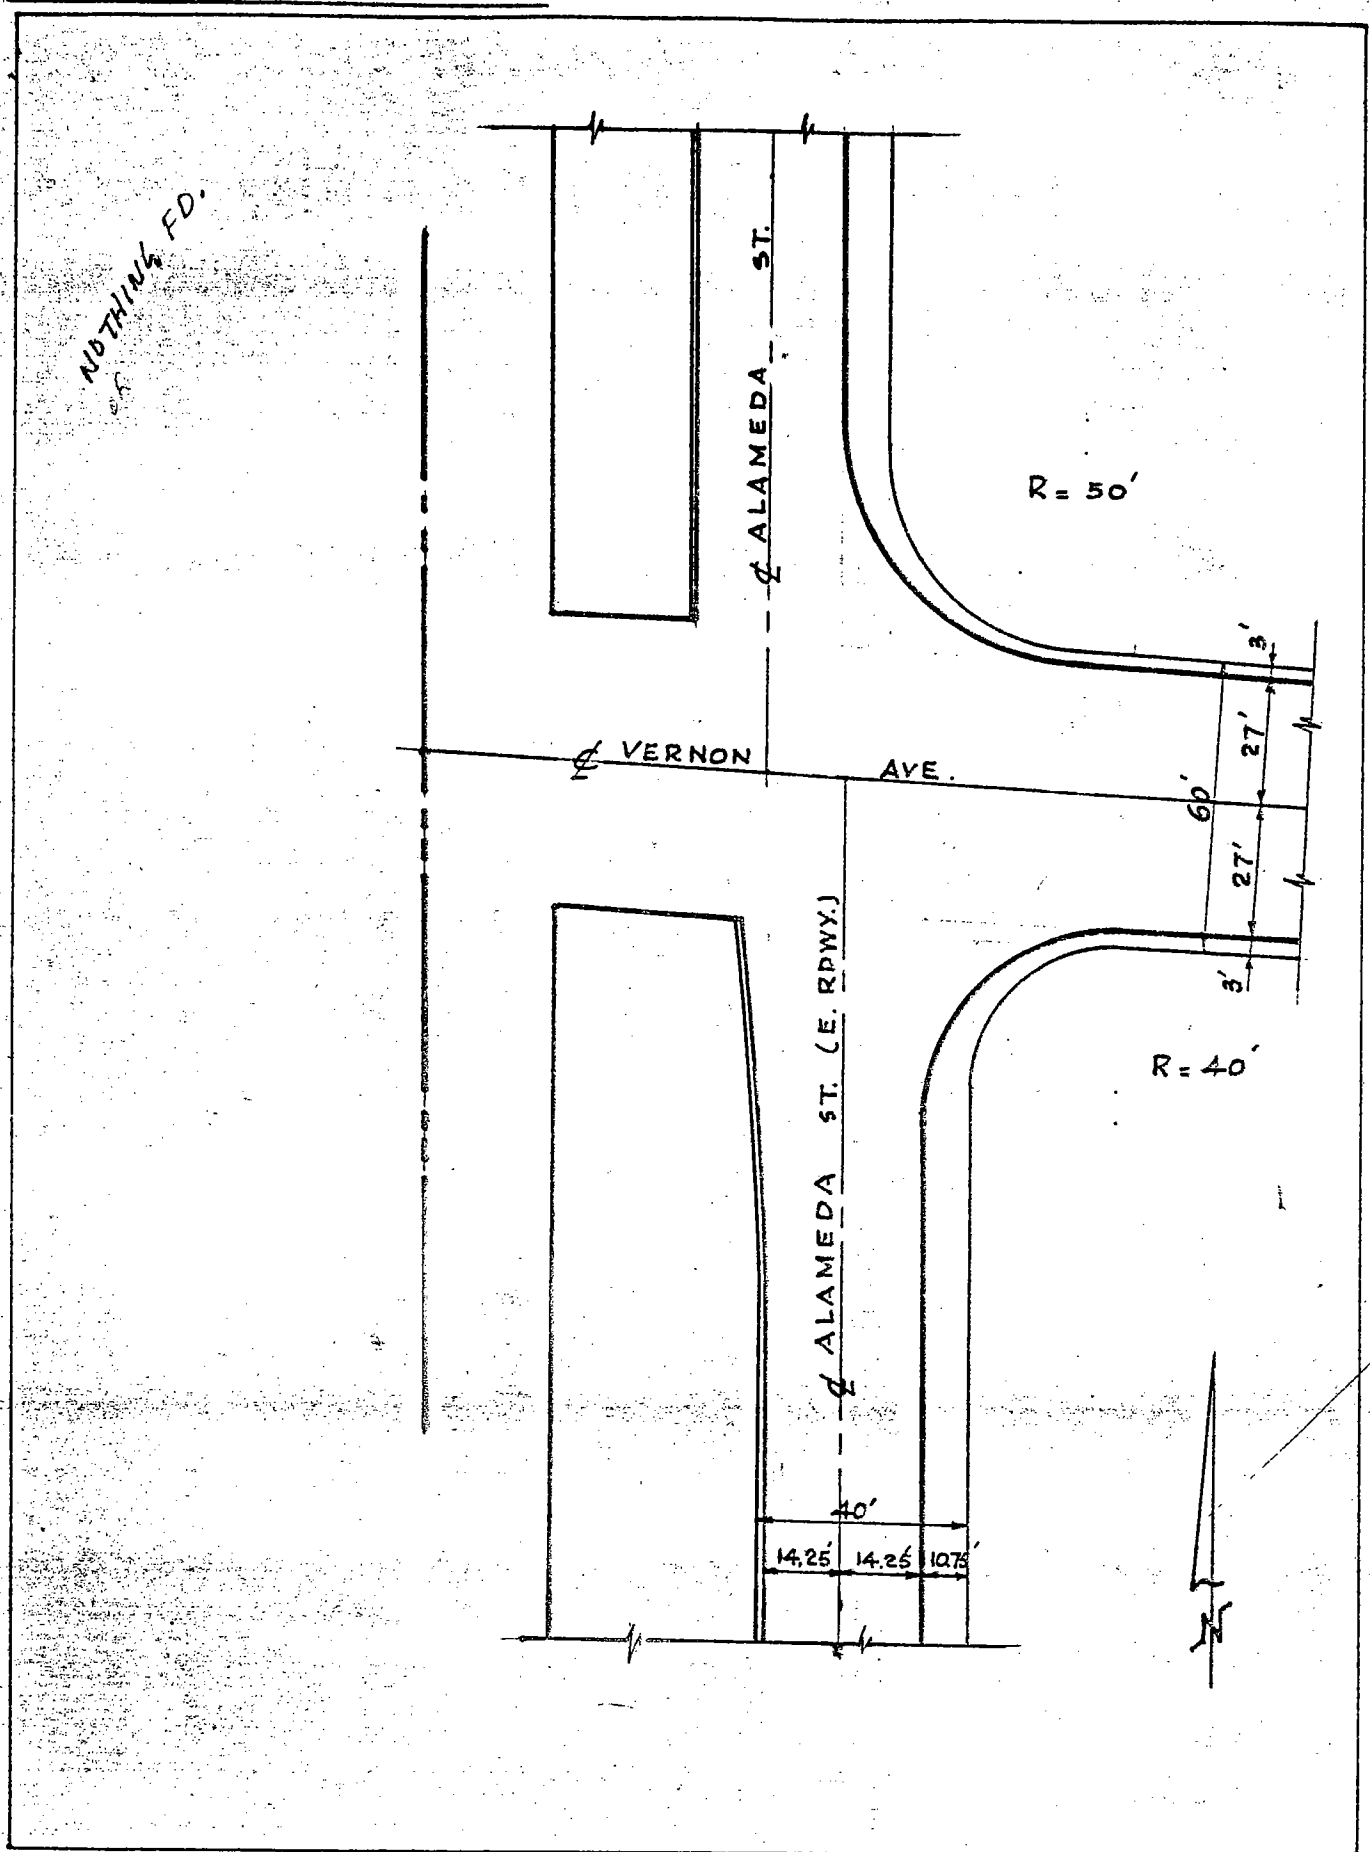 NOTHING FD.
℄ ALAMEDA ST.
R = 50'
3'
27'
℄ VERNON AVE.
60'
27'
3'
℄ ALAMEDA ST. (E. RDWY.)
R = 40'
40'
14.25' 14.25' 10.75'
N